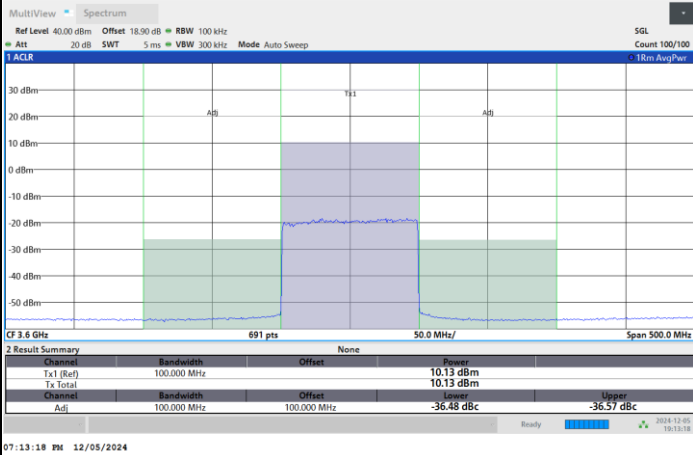 MultiView Spectrum
Ref Level 40.00 dBm Offset 18.90 dB RBW 100 kHz SGL
Att 20 dB SWT 5 ms VBW 300 kHz Mode Auto Sweep Count 100/100
1 ACLR 1Rm AvgPwr
30 dBm
Tx1
20 dBm
Adj Adj
10 dBm
0 dBm
-10 dBm
-20 dBm
-30 dBm
-40 dBm
-50 dBm
CF 3.6 GHz 691 pts 50.0 MHz/ Span 500.0 MHz
2 Result Summary None
Channel Bandwidth Offset Power
Tx1 (Ref) 100.000 MHz 10.13 dBm
Tx Total 10.13 dBm
Channel Bandwidth Offset Lower Upper
Adj 100.000 MHz 100.000 MHz -36.48 dBc -36.57 dBc
Ready 2024-12-05
19:13:18
07:13:18 PM 12/05/2024